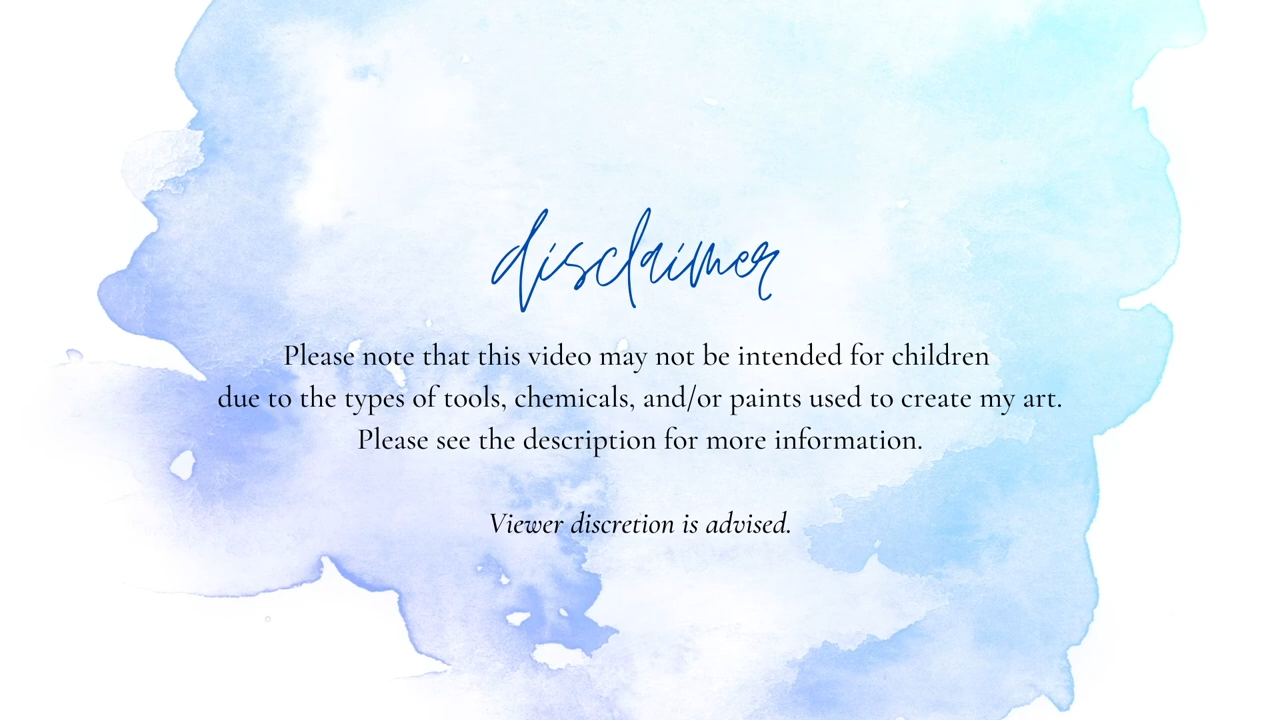 disclaimer
Please note that this video may not be intended for children
due to the types of tools, chemicals, and/or paints used to create my art.
Please see the description for more information.
Viewer discretion is advised.